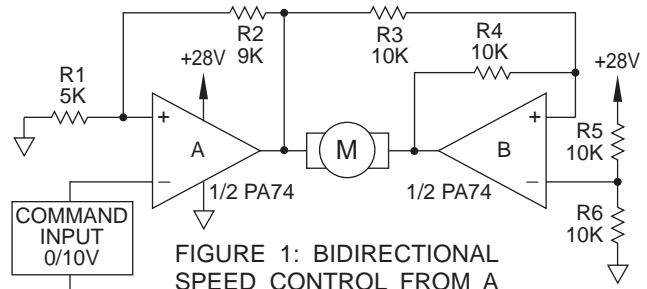 R2
9K
R3
10K
R4
10K
+28V
+28V
R1
5K
+
A
–
1/2 PA74
M
+
B
–
1/2 PA74
R5
10K
R6
10K
COMMAND
INPUT
0/10V
FIGURE 1: BIDIRECTIONAL
SPEED CONTROL FROM A